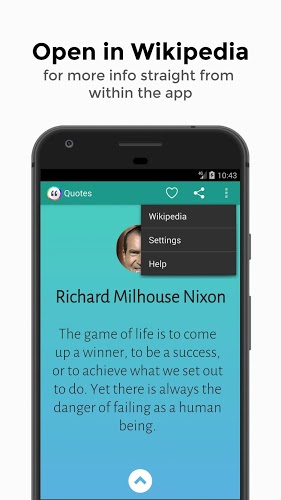 Open in Wikipedia
for more info straight from
within the app
10:43
Quotes
Wikipedia
Settings
Help
Richard Milhouse Nixon
The game of life is to come
up a winner, to be a success,
or to achieve what we set out
to do. Yet there is always the
danger of failing as a human
being.